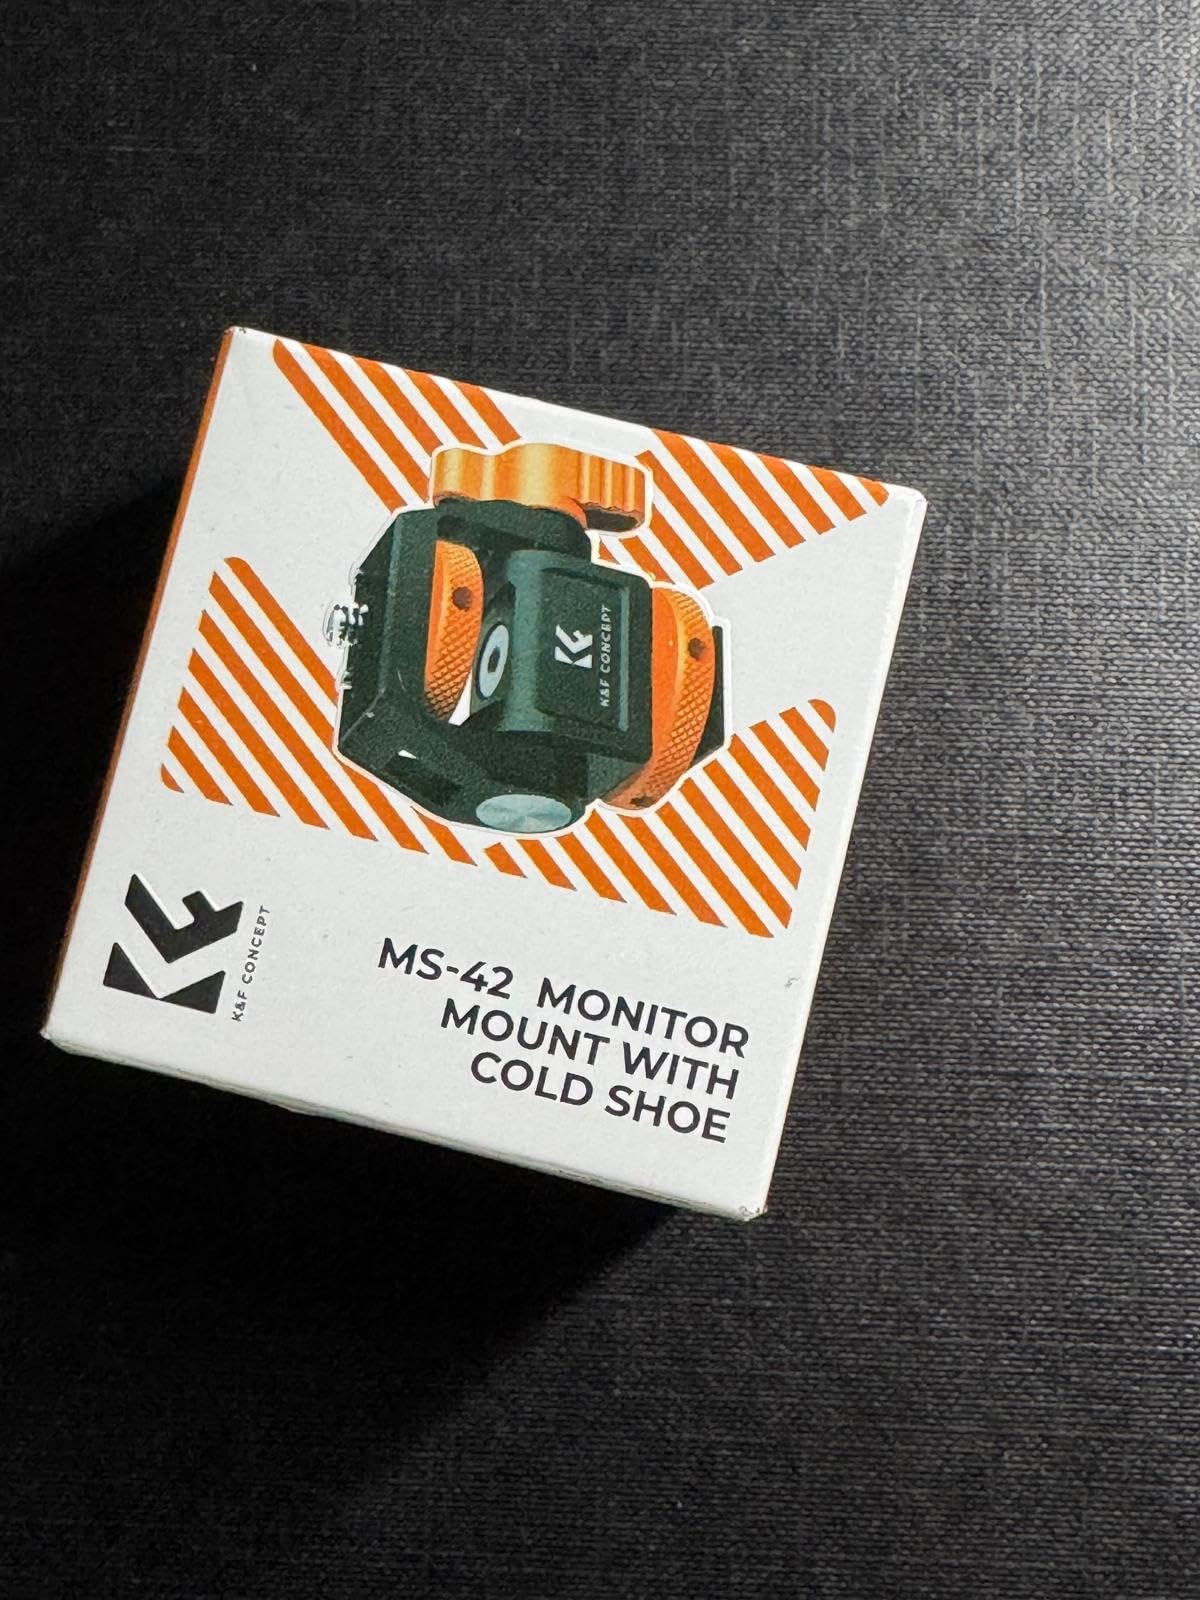 K&F CONCEPT
K&F CONCEPT
MS-42 MONITOR
MOUNT WITH
COLD SHOE